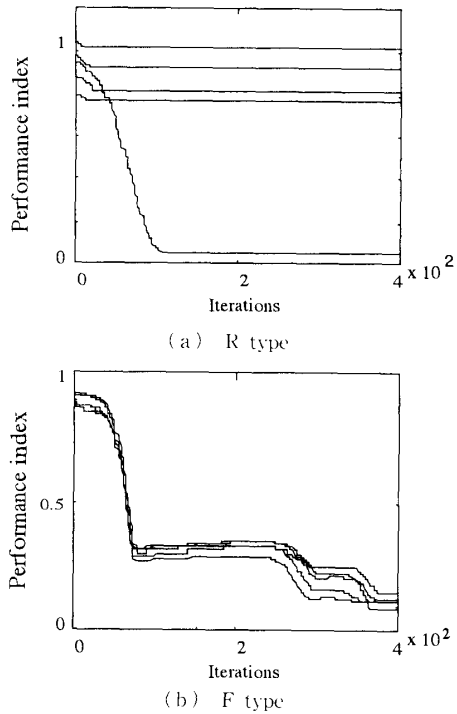 1
Performance index
0
0
2
4 x 10 2
Iterations
(a) R type
1
Performance index
0.5
0
0
2
4 x 10 2
Iterations
(b) F type